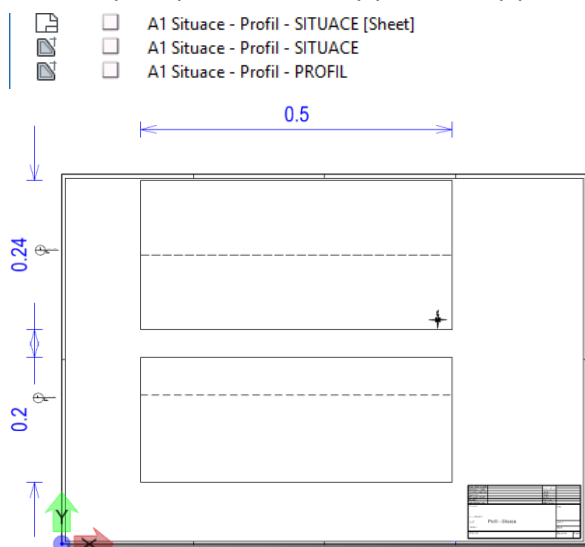 A1 Situace - Profil - SITUACE [Sheet]
A1 Situace - Profil - SITUACE
A1 Situace - Profil - PROFIL
0.5
0.24
0.2
Y
X
Profil - Situace